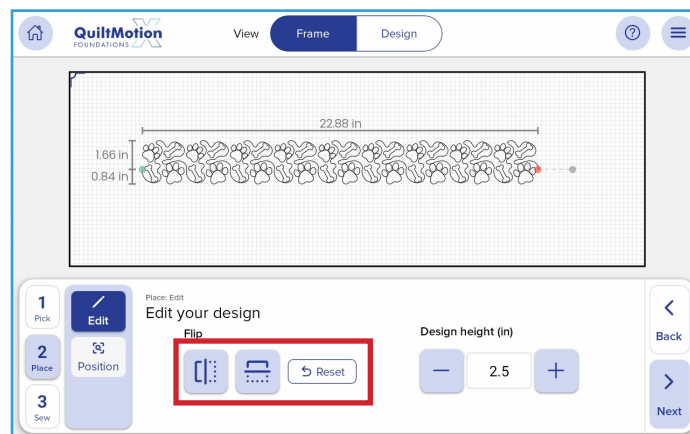 QuiltMotion
FOUNDATIONS
View
Frame
Design
?
22.88 in
1.66 in
0.84 in
1
Pick
2
Place
3
Sew
Edit
Position
Place: Edit
Edit your design
Flip
Reset
Design height (in)
−
2.5
+
Back
Next